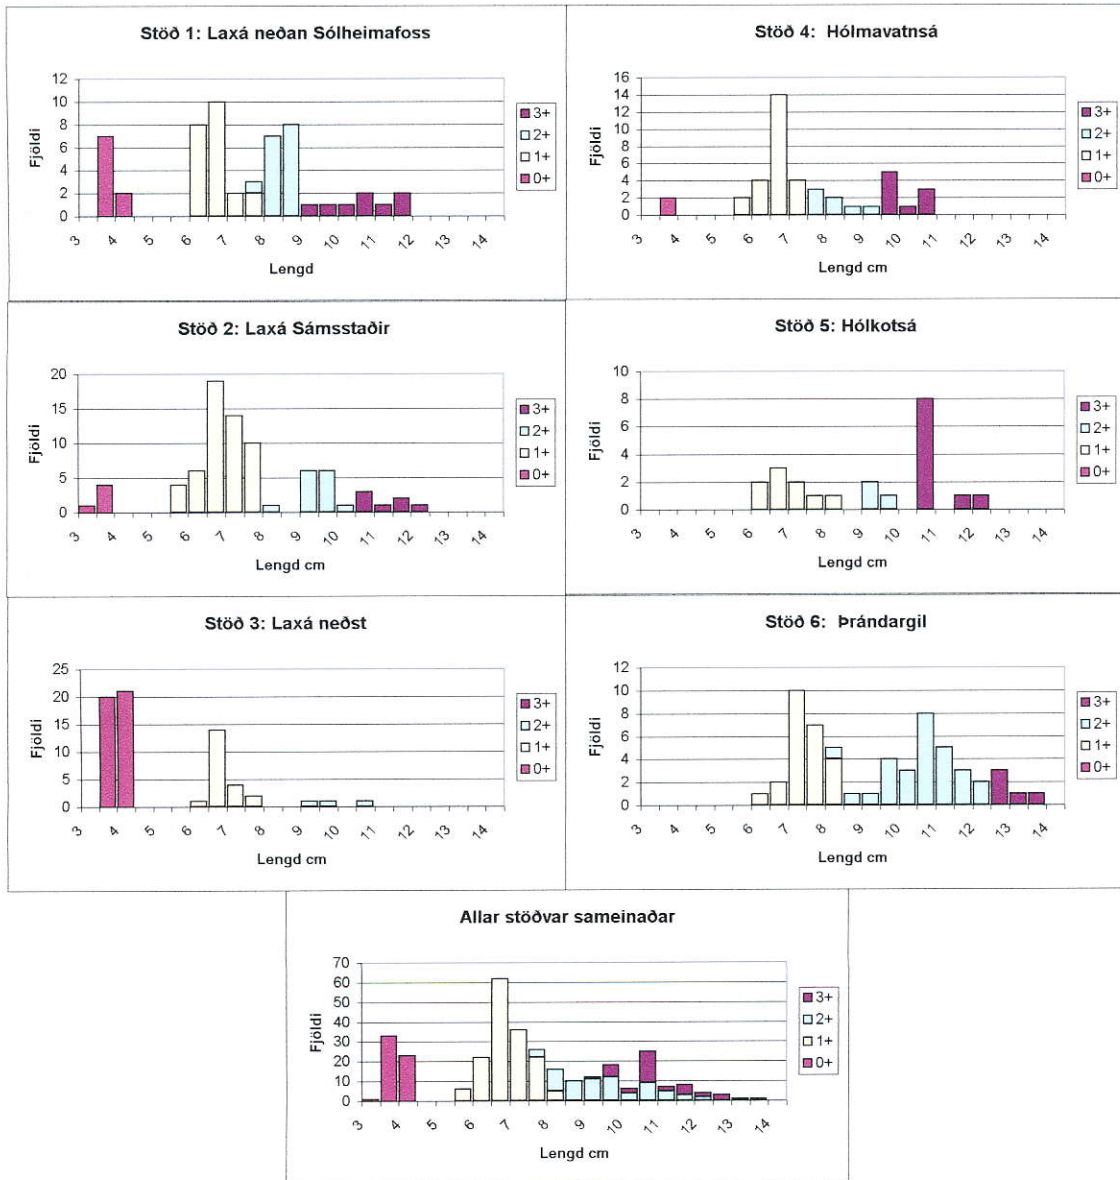 Stöð 1: Laxá neðan Sólheimafoss
Fjöldi
12
10
8
6
4
2
0
3 4 5 6 7 8 9 10 11 12 13 14
Lengd
3+
2+
1+
0+
Stöð 4: Hólmavatnsá
Fjöldi
16
14
12
10
8
6
4
2
0
3 4 5 6 7 8 9 10 11 12 13 14
Lengd cm
3+
2+
1+
0+
Stöð 2: Laxá Sámsstaðir
Fjöldi
20
15
10
5
0
3 4 5 6 7 8 9 10 11 12 13 14
Lengd cm
3+
2+
1+
0+
Stöð 5: Hólkotsá
Fjöldi
10
8
6
4
2
0
3 4 5 6 7 8 9 10 11 12 13 14
Lengd cm
3+
2+
1+
0+
Stöð 3: Laxá neðst
Fjöldi
25
20
15
10
5
0
3 4 5 6 7 8 9 10 11 12 13 14
Lengd cm
3+
2+
1+
0+
Stöð 6: Þrándargil
Fjöldi
12
10
8
6
4
2
0
3 4 5 6 7 8 9 10 11 12 13 14
Lengd cm
3+
2+
1+
0+
Allar stöðvar sameinaðar
Fjöldi
70
60
50
40
30
20
10
0
3 4 5 6 7 8 9 10 11 12 13 14
Lengd cm
3+
2+
1+
0+